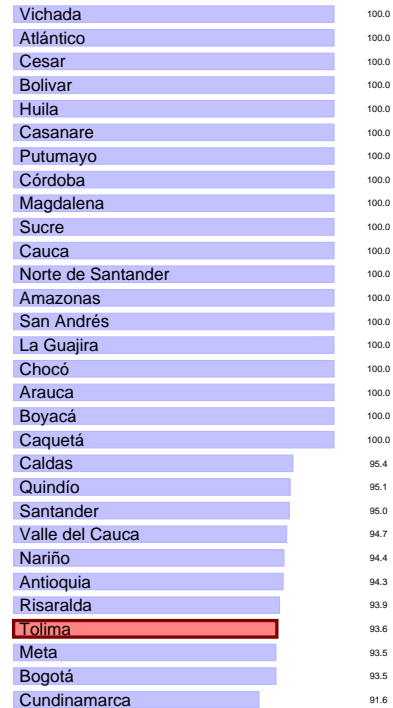 Vichada 100.0
Atlántico 100.0
Cesar 100.0
Bolivar 100.0
Huila 100.0
Casanare 100.0
Putumayo 100.0
Córdoba 100.0
Magdalena 100.0
Sucre 100.0
Cauca 100.0
Norte de Santander 100.0
Amazonas 100.0
San Andrés 100.0
La Guajira 100.0
Chocó 100.0
Arauca 100.0
Boyacá 100.0
Caquetá 100.0
Caldas 95.4
Quindío 95.1
Santander 95.0
Valle del Cauca 94.7
Nariño 94.4
Antioquia 94.3
Risaralda 93.9
Tolima 93.6
Meta 93.5
Bogotá 93.5
Cundinamarca 91.6